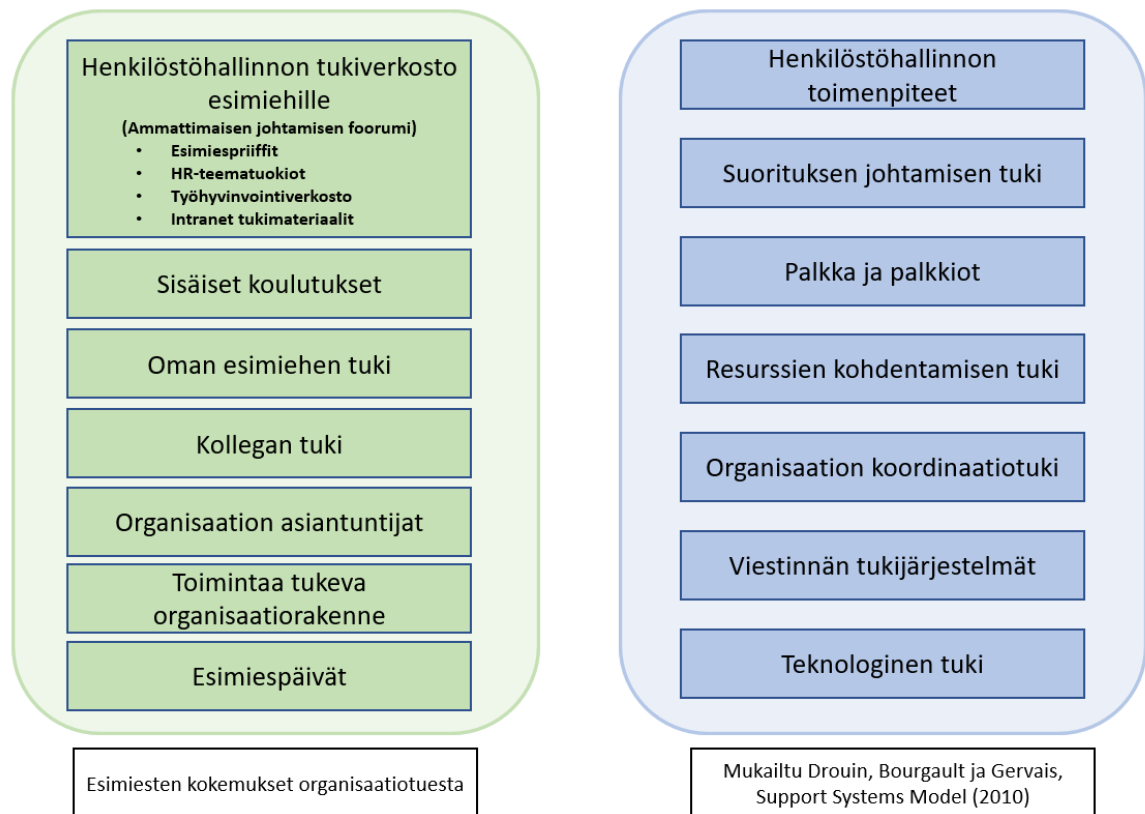 Henkilöstöhallinnon tukiverkosto
esimiehille
(Ammattimaisen johtamisen foorumi)
• Esimiespriiffit
• HR-teematuokiot
• Työhyvinvointiverkosto
• Intranet tukimateriaalit
Sisäiset koulutukset
Oman esimiehen tuki
Kollegan tuki
Organisaation asiantuntijat
Toimintaa tukeva
organisaatiorakenne
Esimiespäivät
Esimiesten kokemukset organisaatiotuesta
Henkilöstöhallinnon
toimenpiteet
Suorituksen johtamisen tuki
Palkka ja palkkiot
Resurssien kohdentamisen tuki
Organisaation koordinaatiotuki
Viestinnän tukijärjestelmät
Teknologinen tuki
Mukailtu Drouin, Bourgault ja Gervais,
Support Systems Model (2010)